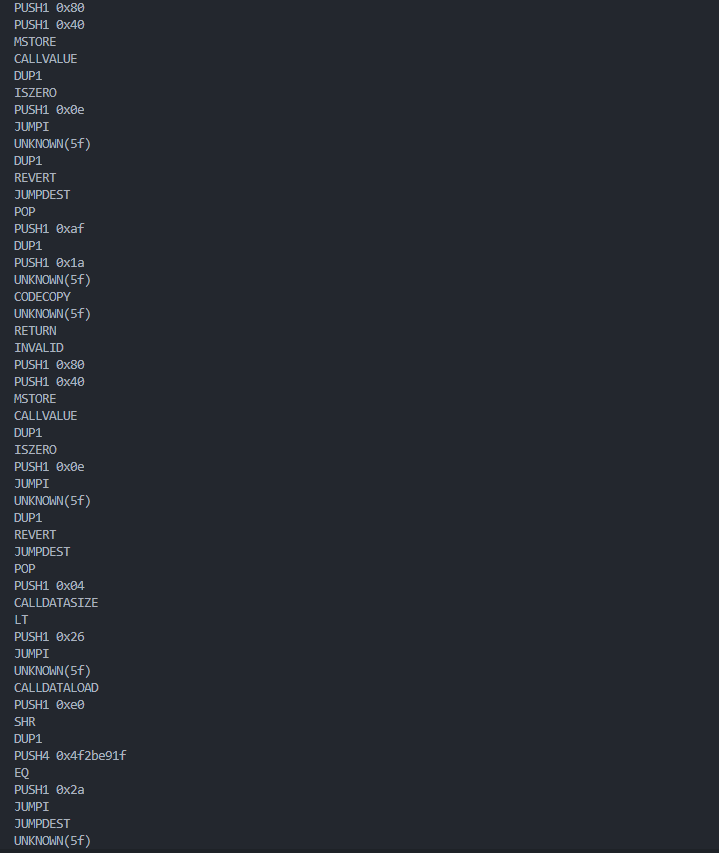 PUSH1 0x80
PUSH1 0x40
MSTORE
CALLVALUE
DUP1
ISZERO
PUSH1 0x0e
JUMPI
UNKNOWN(5f)
DUP1
REVERT
JUMPDEST
POP
PUSH1 0xaf
DUP1
PUSH1 0x1a
UNKNOWN(5f)
CODECOPY
UNKNOWN(5f)
RETURN
INVALID
PUSH1 0x80
PUSH1 0x40
MSTORE
CALLVALUE
DUP1
ISZERO
PUSH1 0x0e
JUMPI
UNKNOWN(5f)
DUP1
REVERT
JUMPDEST
POP
PUSH1 0x04
CALLDATASIZE
LT
PUSH1 0x26
JUMPI
UNKNOWN(5f)
CALLDATALOAD
PUSH1 0xe0
SHR
DUP1
PUSH4 0x4f2be91f
EQ
PUSH1 0x2a
JUMPI
JUMPDEST
UNKNOWN(5f)